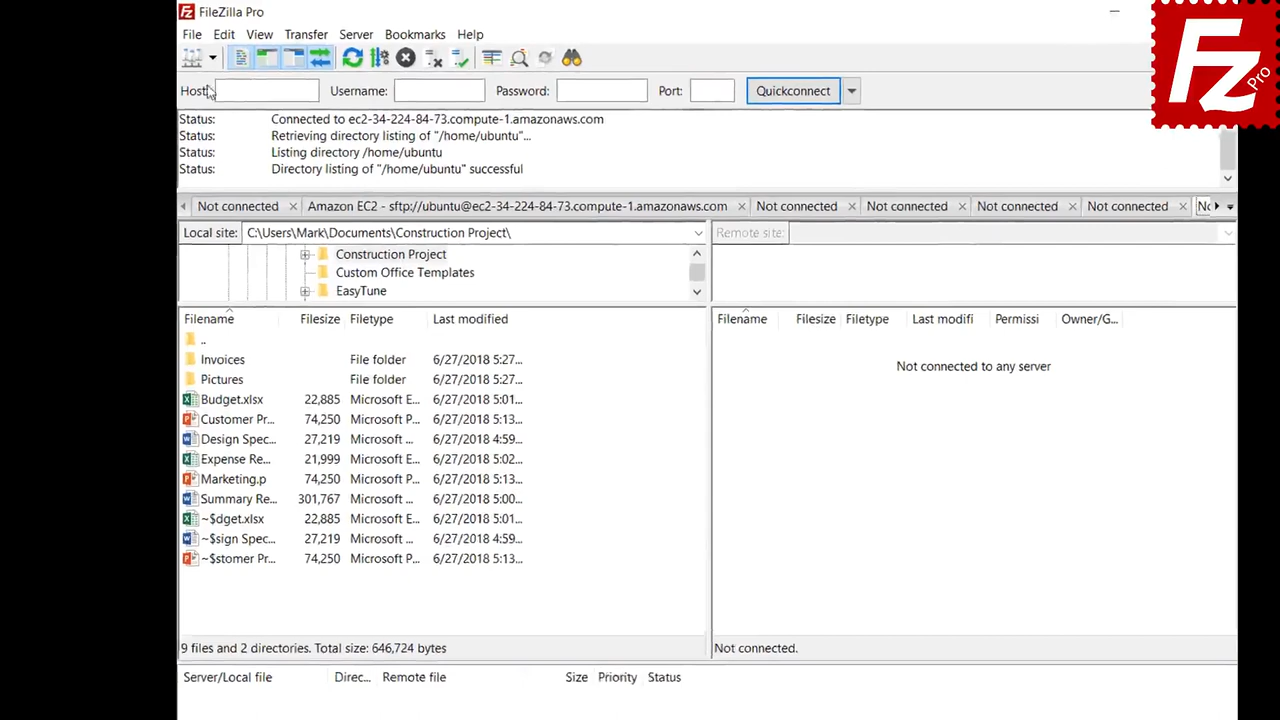 FileZilla Pro
File Edit View Transfer Server Bookmarks Help
Host: Username: Password: Port: Quickconnect
Fz Pro
Status: Connected to ec2-34-224-84-73.compute-1.amazonaws.com
Status: Retrieving directory listing of "/home/ubuntu"...
Status: Listing directory /home/ubuntu
Status: Directory listing of "/home/ubuntu" successful
Not connected Amazon EC2 - sftp://ubuntu@ec2-34-224-84-73.compute-1.amazonaws.com Not connected Not connected Not connected Not connected
Local site: C:\Users\Mark\Documents\Construction Project\ Remote site:
Construction Project
Custom Office Templates
EasyTune
Filename Filesize Filetype Last modified Filename Filesize Filetype Last modifi Permissi Owner/G...
..
Invoices File folder 6/27/2018 5:27... Not connected to any server
Pictures File folder 6/27/2018 5:27...
Budget.xlsx 22,885 Microsoft E... 6/27/2018 5:01...
Customer Pr... 74,250 Microsoft P... 6/27/2018 5:13...
Design Spec... 27,219 Microsoft ... 6/27/2018 4:59...
Expense Re... 21,999 Microsoft E... 6/27/2018 5:02...
Marketing.p 74,250 Microsoft P... 6/27/2018 5:13...
Summary Re... 301,767 Microsoft ... 6/27/2018 5:00...
~$dget.xlsx 22,885 Microsoft E... 6/27/2018 5:01...
~$sign Spec... 27,219 Microsoft ... 6/27/2018 4:59...
~$stomer Pr... 74,250 Microsoft P... 6/27/2018 5:13...
9 files and 2 directories. Total size: 646,724 bytes Not connected.
Server/Local file Direc... Remote file Size Priority Status